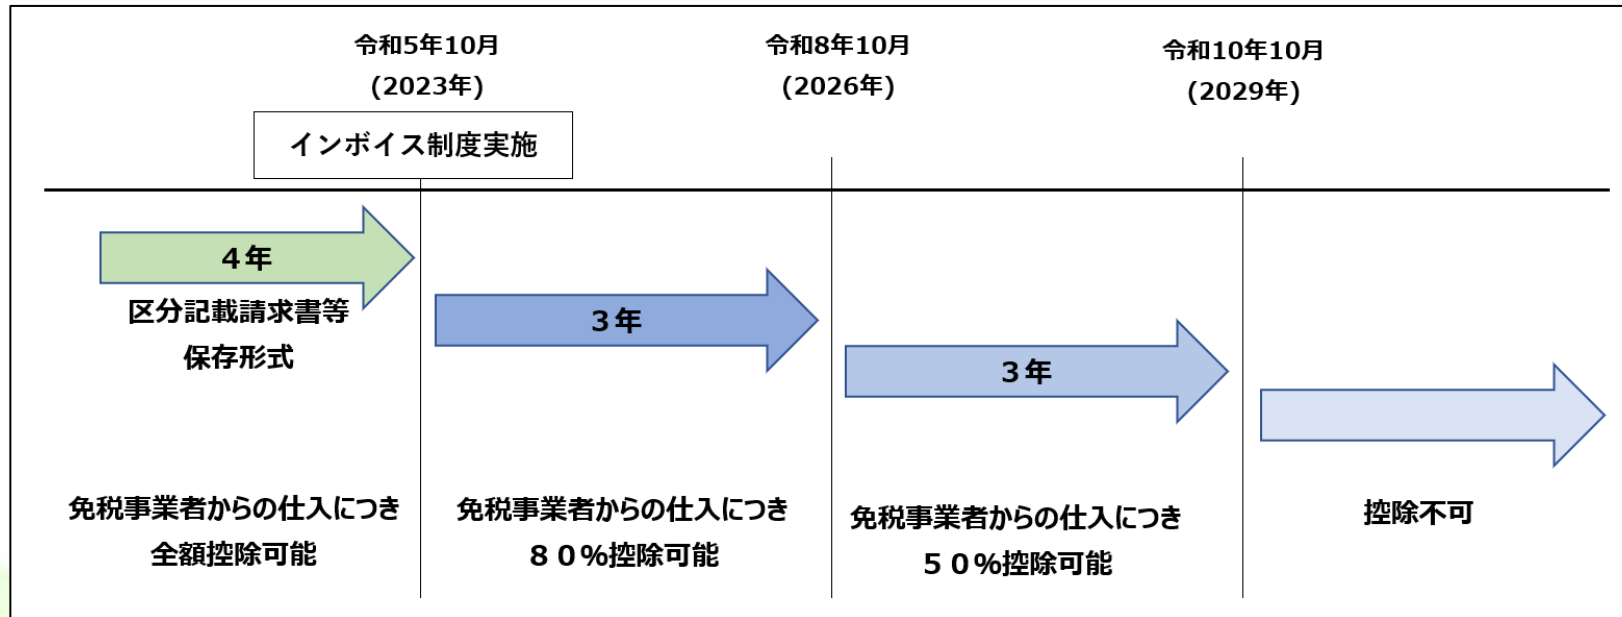 令和5年10月
(2023年)
令和8年10月
(2026年)
令和10年10月
(2029年)
インボイス制度実施
４年
区分記載請求書等
保存形式
３年
３年
免税事業者からの仕入につき
全額控除可能
免税事業者からの仕入につき
８０%控除可能
免税事業者からの仕入につき
５０%控除可能
控除不可